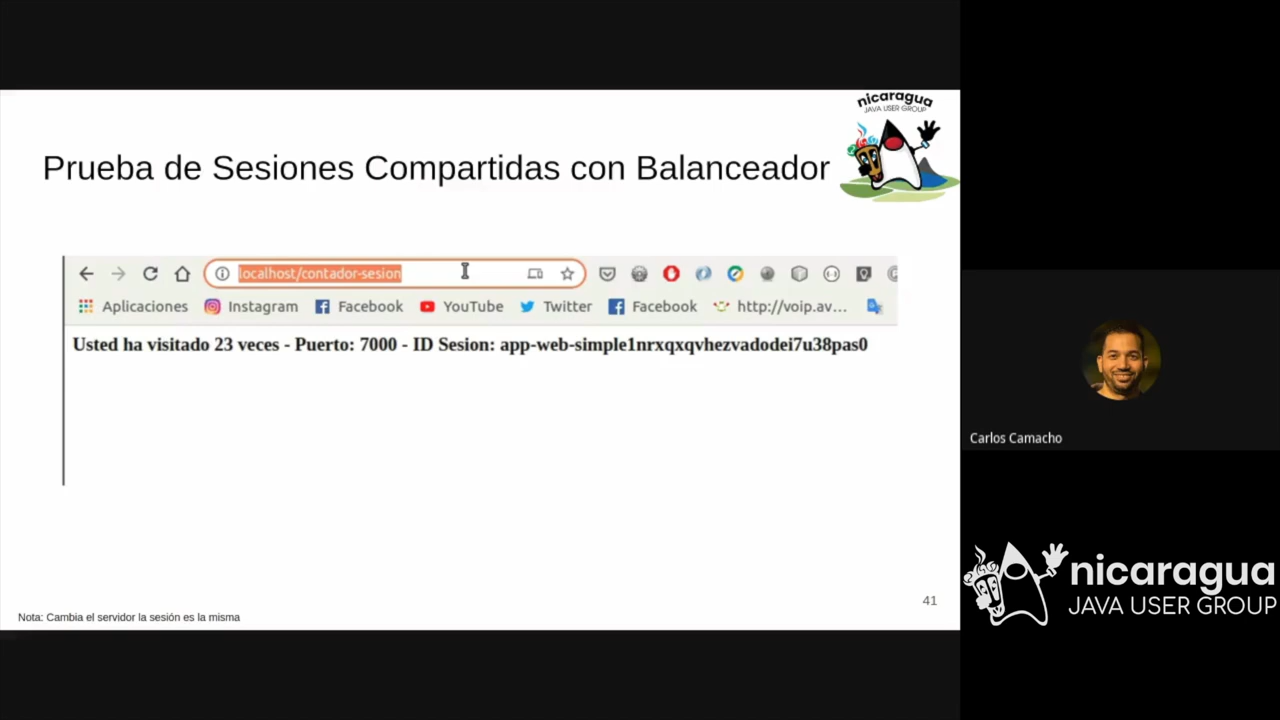 nicaragua
JAVA USER GROUP
Prueba de Sesiones Compartidas con Balanceador
localhost/contador-sesion
Aplicaciones Instagram Facebook YouTube Twitter Facebook http://voip.av...
Usted ha visitado 23 veces - Puerto: 7000 - ID Sesion: app-web-simple1nrxqxqvhezvadodei7u38pas0
Carlos Camacho
nicaragua
JAVA USER GROUP
41
Nota: Cambia el servidor la sesión es la misma